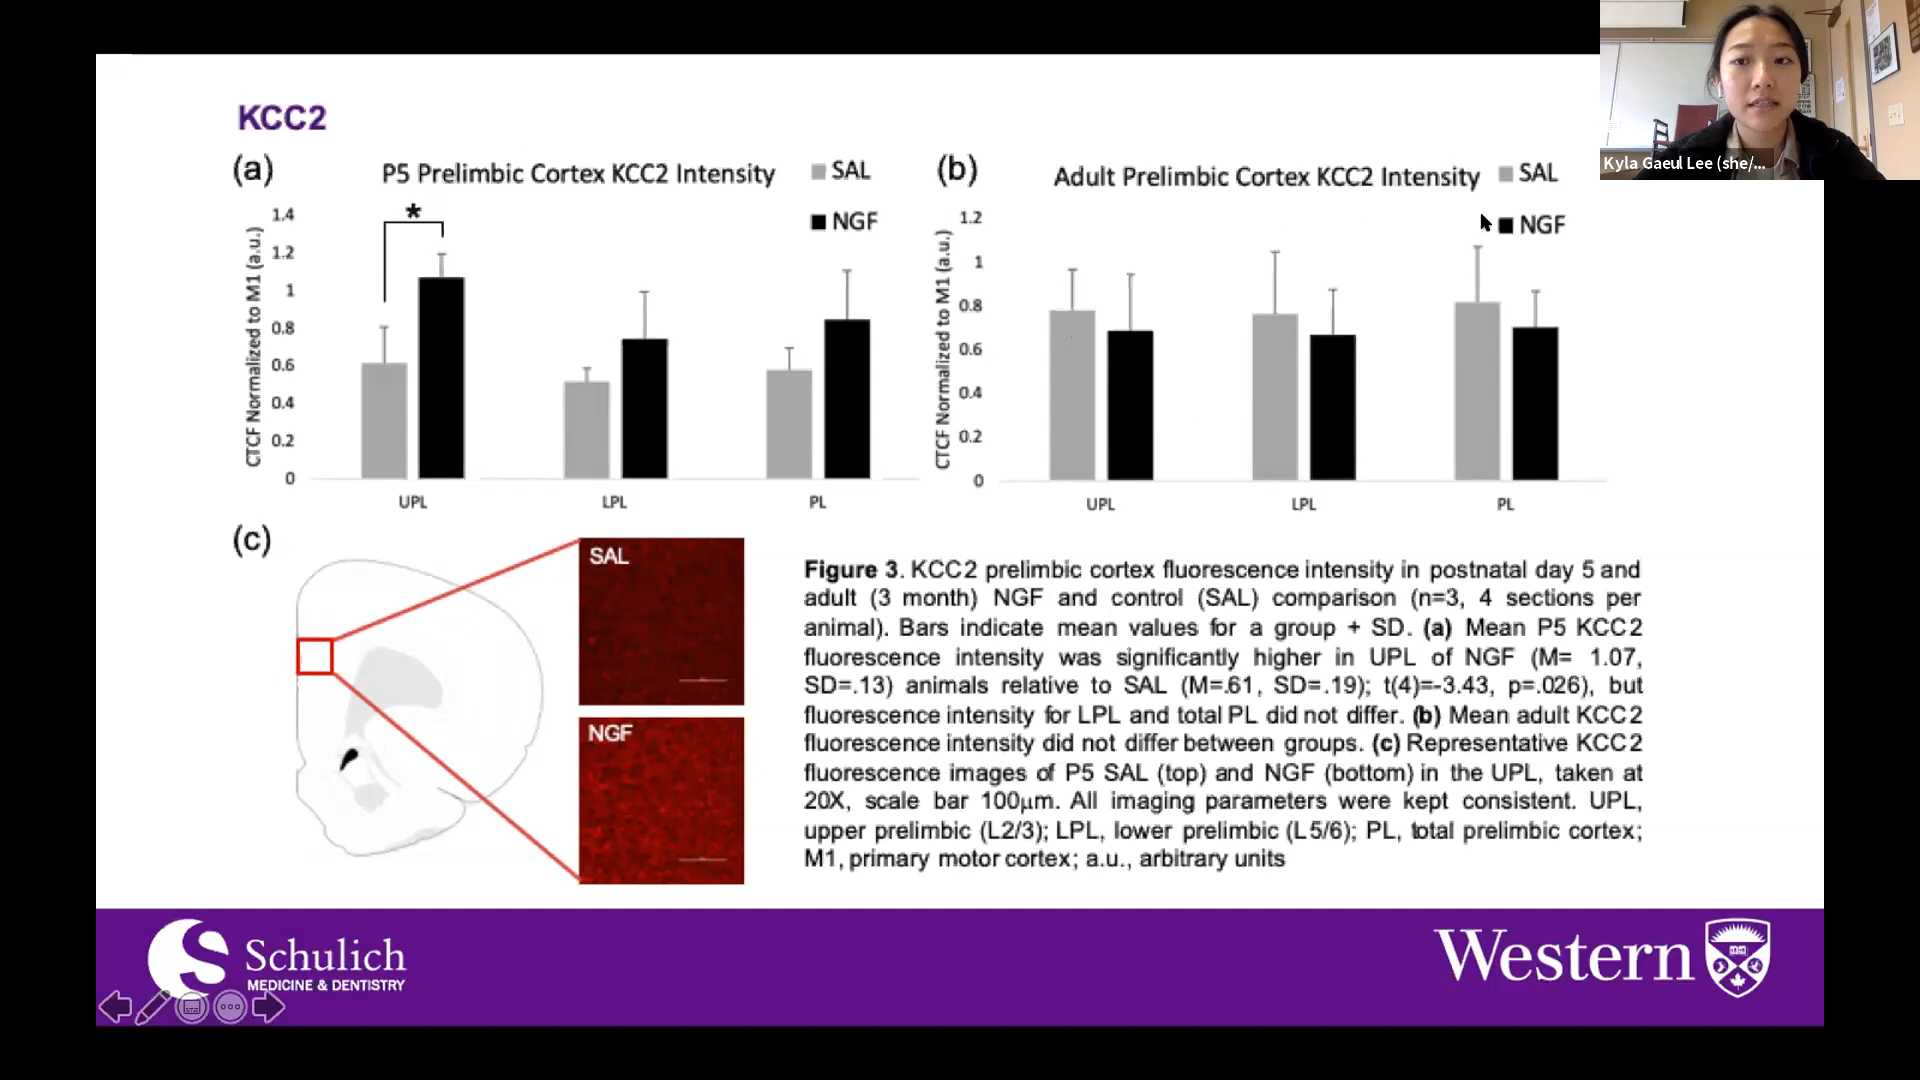 KCC2
(a)
P5 Prelimbic Cortex KCC2 Intensity
SAL
NGF
*
CTCF Normalized to M1 (a.u.)
1.4
1.2
1
0.8
0.6
0.4
0.2
0
UPL
LPL
PL
(b)
Adult Prelimbic Cortex KCC2 Intensity
SAL
NGF
CTCF Normalized to M1 (a.u.)
1.2
1
0.8
0.6
0.4
0.2
0
UPL
LPL
PL
(c)
SAL
NGF
Figure 3. KCC2 prelimbic cortex fluorescence intensity in postnatal day 5 and
adult (3 month) NGF and control (SAL) comparison (n=3, 4 sections per
animal). Bars indicate mean values for a group + SD. (a) Mean P5 KCC2
fluorescence intensity was significantly higher in UPL of NGF (M= 1.07,
SD=.13) animals relative to SAL (M=.61, SD=.19); t(4)=-3.43, p=.026), but
fluorescence intensity for LPL and total PL did not differ. (b) Mean adult KCC2
fluorescence intensity did not differ between groups. (c) Representative KCC2
fluorescence images of P5 SAL (top) and NGF (bottom) in the UPL, taken at
20X, scale bar 100μm. All imaging parameters were kept consistent. UPL,
upper prelimbic (L2/3); LPL, lower prelimbic (L5/6); PL, total prelimbic cortex;
M1, primary motor cortex; a.u., arbitrary units
Kyla Gaeul Lee (she/...
Schulich
MEDICINE & DENTISTRY
Western